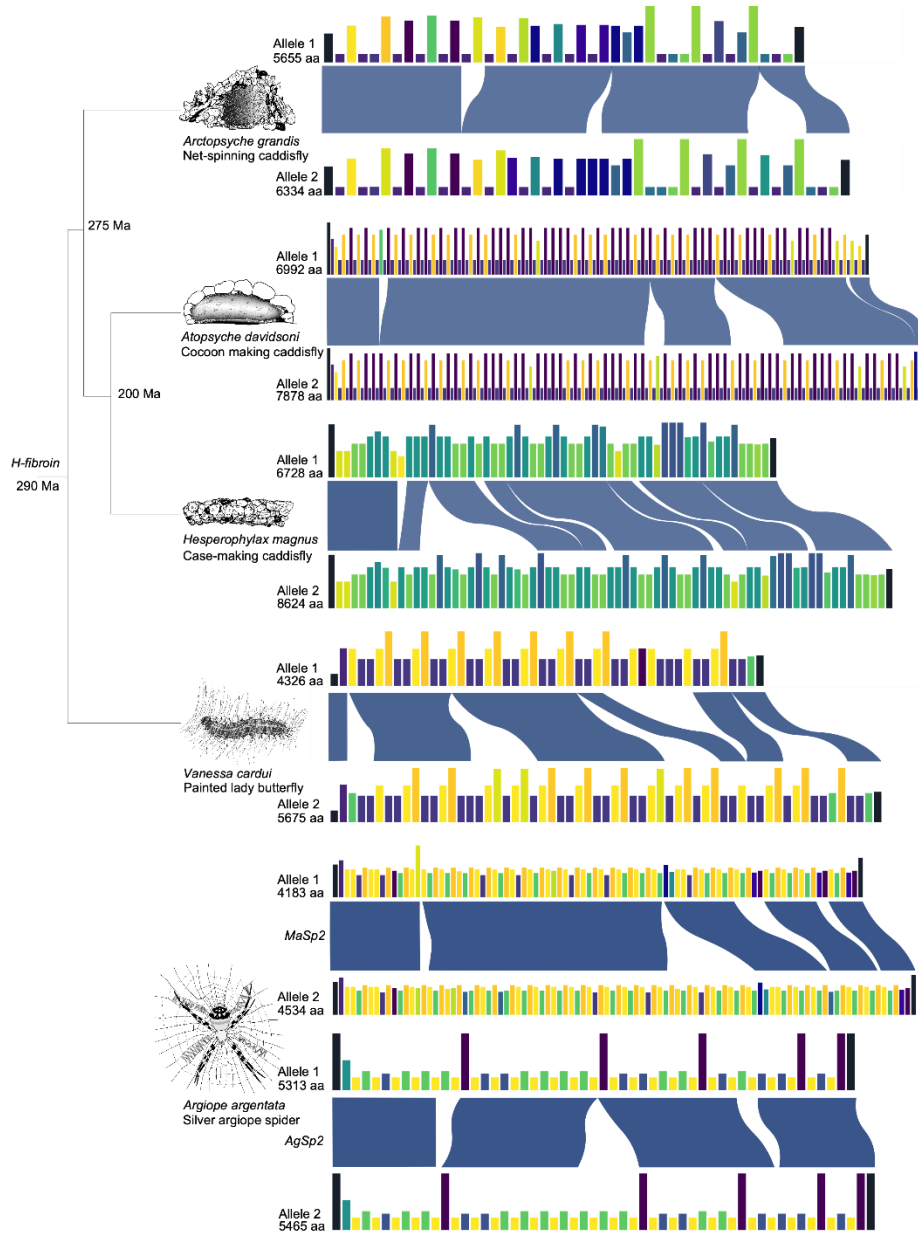 Allele 1
5655 aa
Arctopsyche grandis
Net-spinning caddisfly
Allele 2
6334 aa
275 Ma
Allele 1
6992 aa
Atopsyche davidsoni
Cocoon making caddisfly
Allele 2
7878 aa
200 Ma
H-fibroin
290 Ma
Allele 1
6728 aa
Hesperophylax magnus
Case-making caddisfly
Allele 2
8624 aa
Allele 1
4326 aa
Vanessa cardui
Painted lady butterfly
Allele 2
5675 aa
Allele 1
4183 aa
MaSp2
Allele 2
4534 aa
Allele 1
5313 aa
Argiope argentata
Silver argiope spider
AgSp2
Allele 2
5465 aa